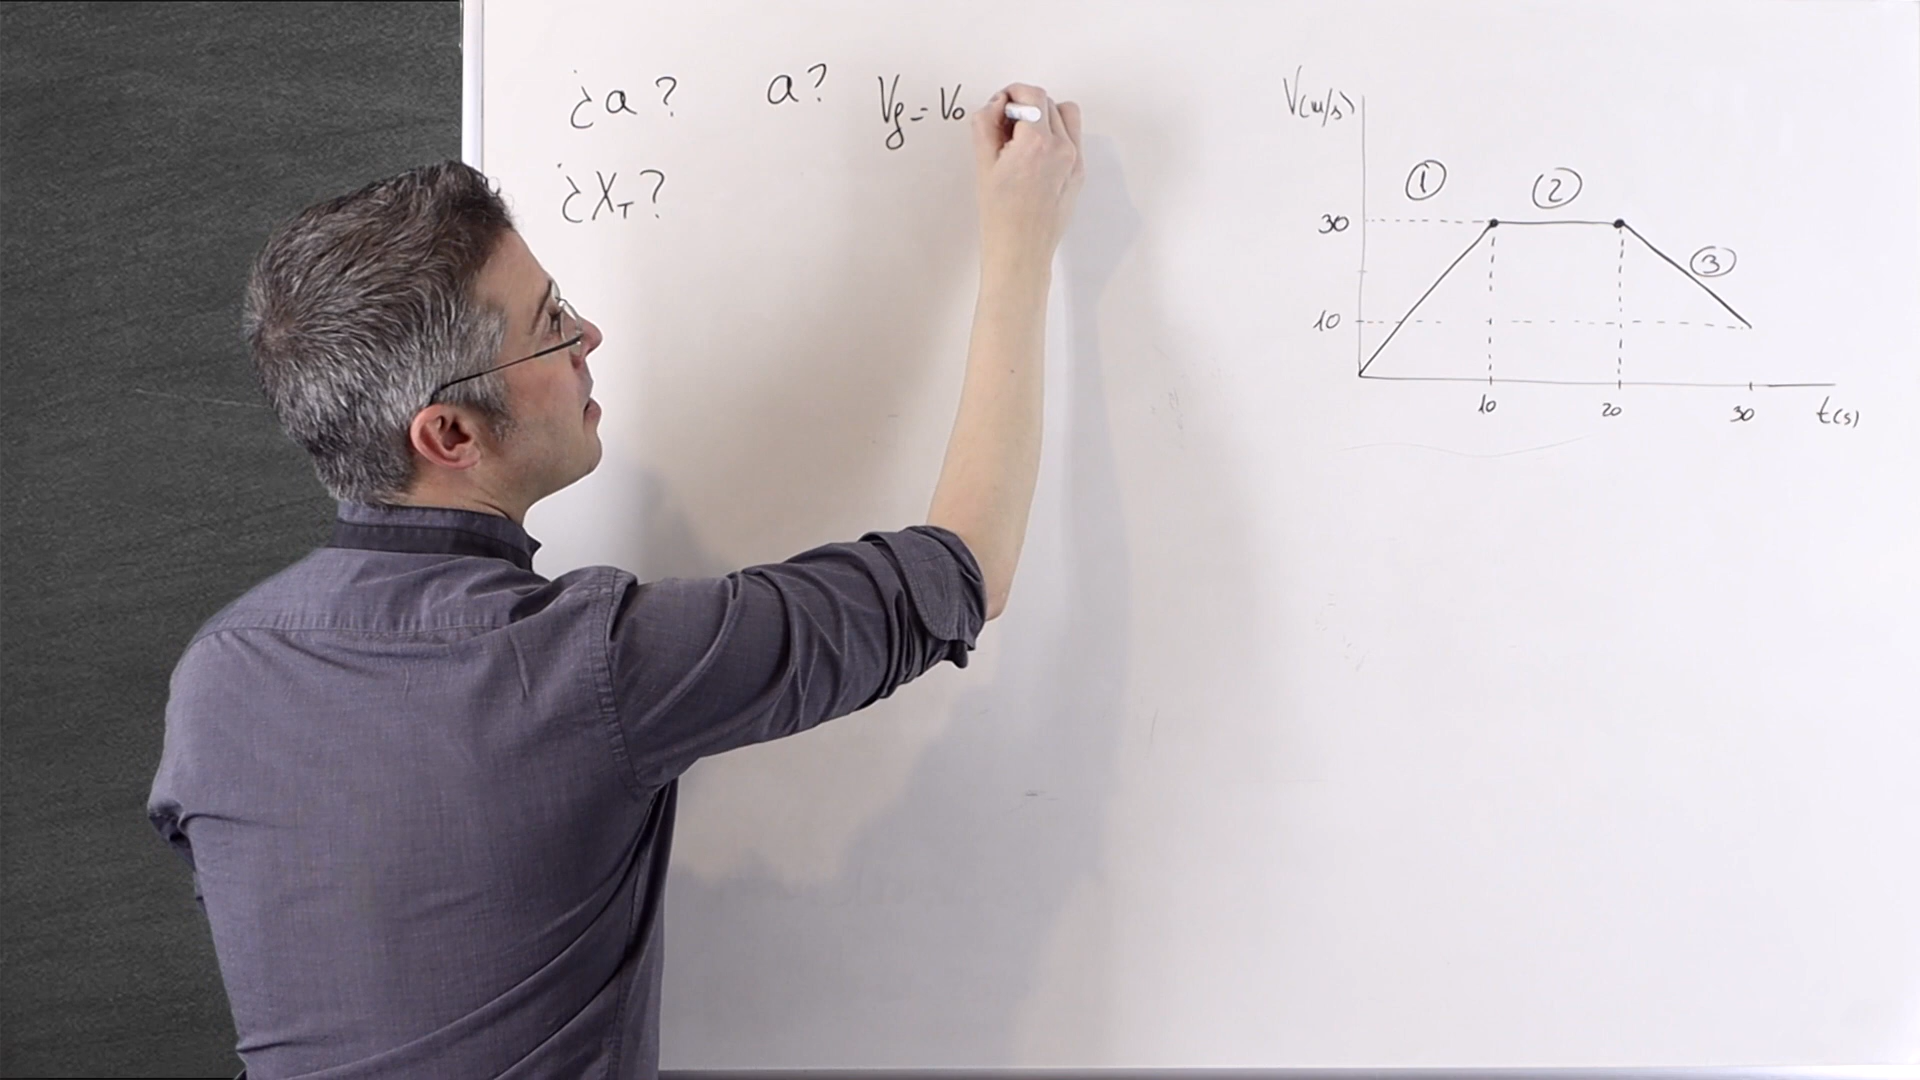 ¿a? a? Vf = V0
¿XT?
V(m/s)
① ②
30
③
10
10 20 30 t(s)